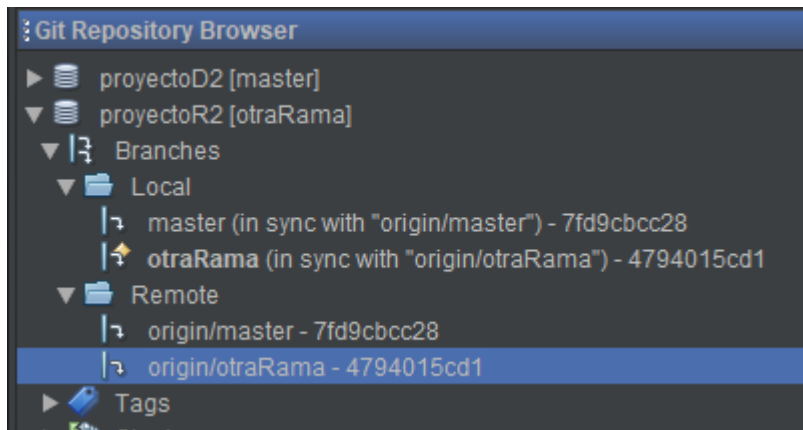 Git Repository Browser
proyectoD2 [master]
proyectoR2 [otraRama]
Branches
Local
master (in sync with "origin/master") - 7fd9cbcc28
otraRama (in sync with "origin/otraRama") - 4794015cd1
Remote
origin/master - 7fd9cbcc28
origin/otraRama - 4794015cd1
Tags